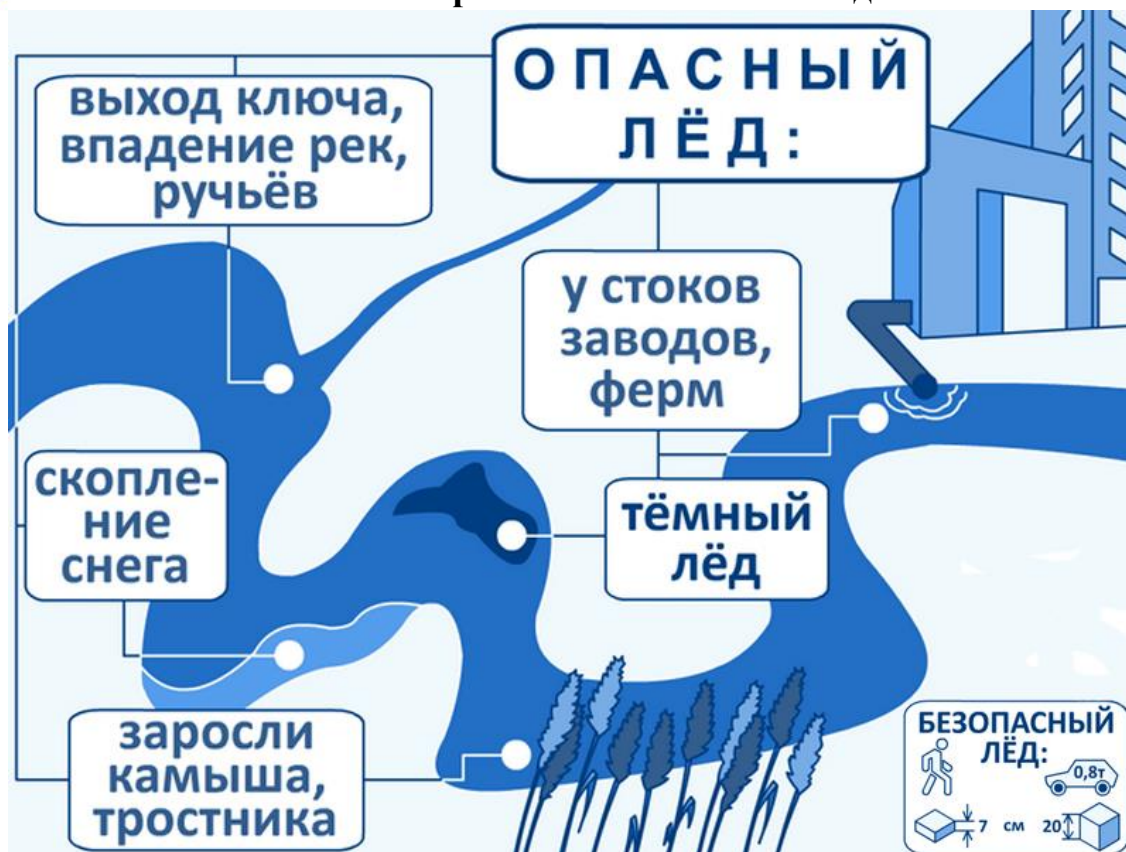 ОПАСНЫЙ
ЛЁД:
выход ключа,
впадение рек,
ручьёв
у стоков
заводов,
ферм
скопле-
ние
снега
тёмный
лёд
заросли
камыша,
тростника
БЕЗОПАСНЫЙ
ЛЁД:
0,8т
7 см 20